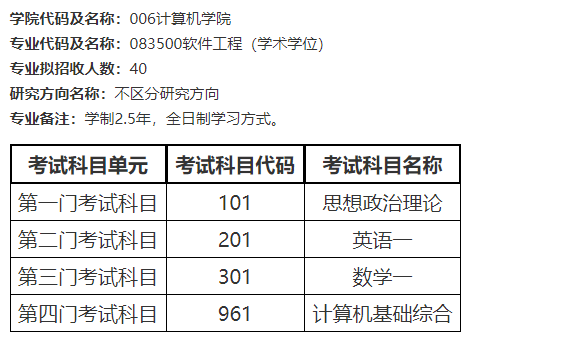 学院代码及名称：006计算机学院
专业代码及名称：083500软件工程（学术学位）
专业拟招收人数：40
研究方向名称：不区分研究方向
专业备注：学制2.5年，全日制学习方式。
考试科目单元 考试科目代码 考试科目名称
第一门考试科目 101 思想政治理论
第二门考试科目 201 英语一
第三门考试科目 301 数学一
第四门考试科目 961 计算机基础综合